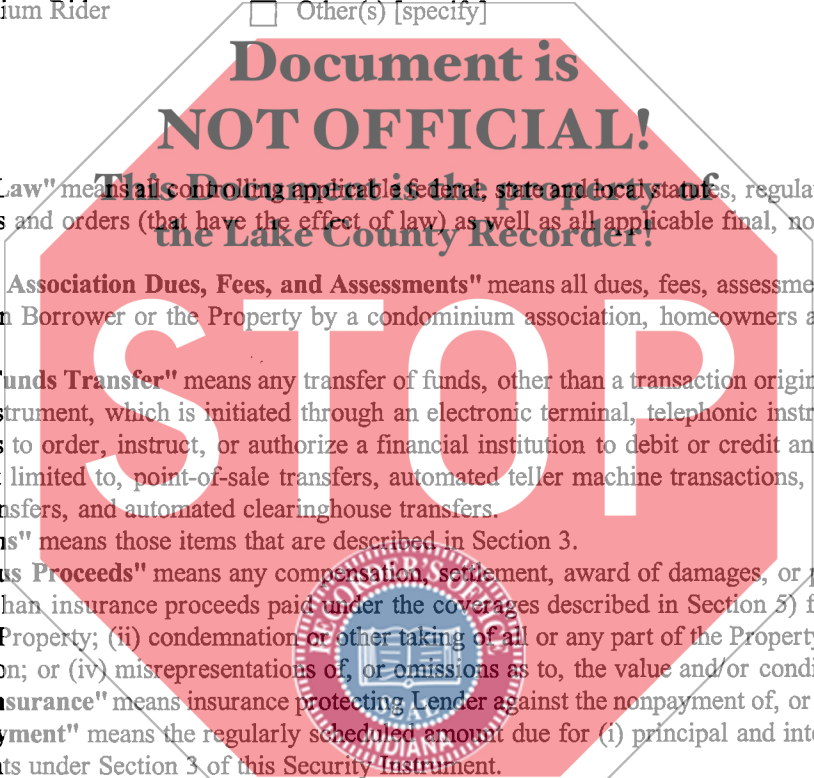 ium Rider ☐ Other(s) [specify]
Document is
NOT OFFICIAL!
Law" means all controlling applicable federal, state and local statutes, regula
This Document is the property of
s and orders (that have the effect of law) as well as all applicable final, no
the Lake County Recorder!
Association Dues, Fees, and Assessments" means all dues, fees, assessme
n Borrower or the Property by a condominium association, homeowners a
STOP
unds Transfer" means any transfer of funds, other than a transaction origin
strument, which is initiated through an electronic terminal, telephonic instr
s to order, instruct, or authorize a financial institution to debit or credit an
t limited to, point-of-sale transfers, automated teller machine transactions,
nsfers, and automated clearinghouse transfers.
ns" means those items that are described in Section 3.
us Proceeds" means any compensation, settlement, award of damages, or p
han insurance proceeds paid under the coverages described in Section 5) f
Property; (ii) condemnation or other taking of all or any part of the Property
on; or (iv) misrepresentations of, or omissions as to, the value and/or condi
nsurance" means insurance protecting Lender against the nonpayment of, or
yment" means the regularly scheduled amount due for (i) principal and inte
ts under Section 3 of this Security Instrument.
RECORDER'S OFFICE
SEAL
INDIANA